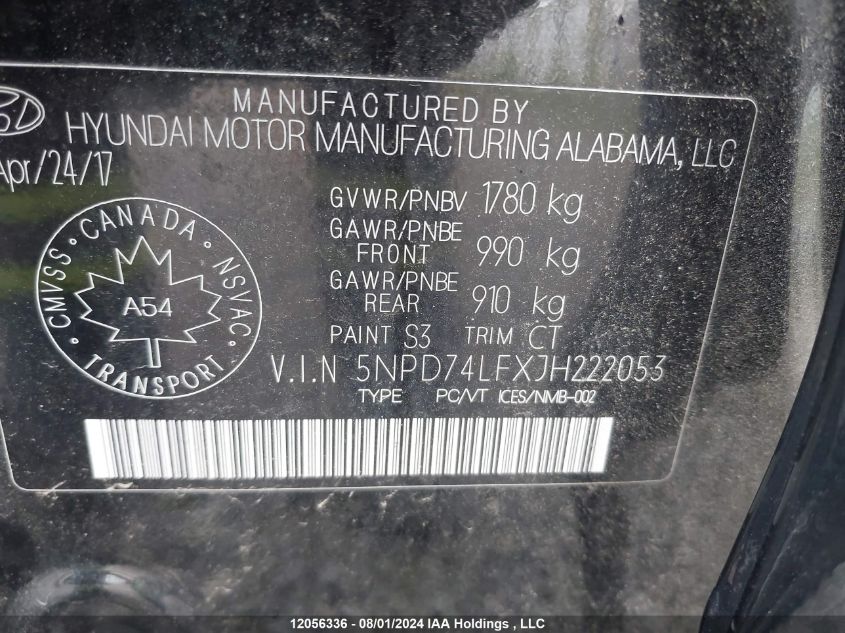 MANUFACTURED BY
HYUNDAI MOTOR MANUFACTURING ALABAMA, LLC
Apr/24/17
GVWR/PNBV 1780 kg
GAWR/PNBE FRONT 990 kg
GAWR/PNBE REAR 910 kg
PAINT S3 TRIM CT
V.I.N 5NPD74LFXJH222053
TYPE PC/VT ICES/NMB-002
CANADA
CMVSS • NSVAC
A54
TRANSPORT
12056336 - 08/01/2024 IAA Holdings , LLC